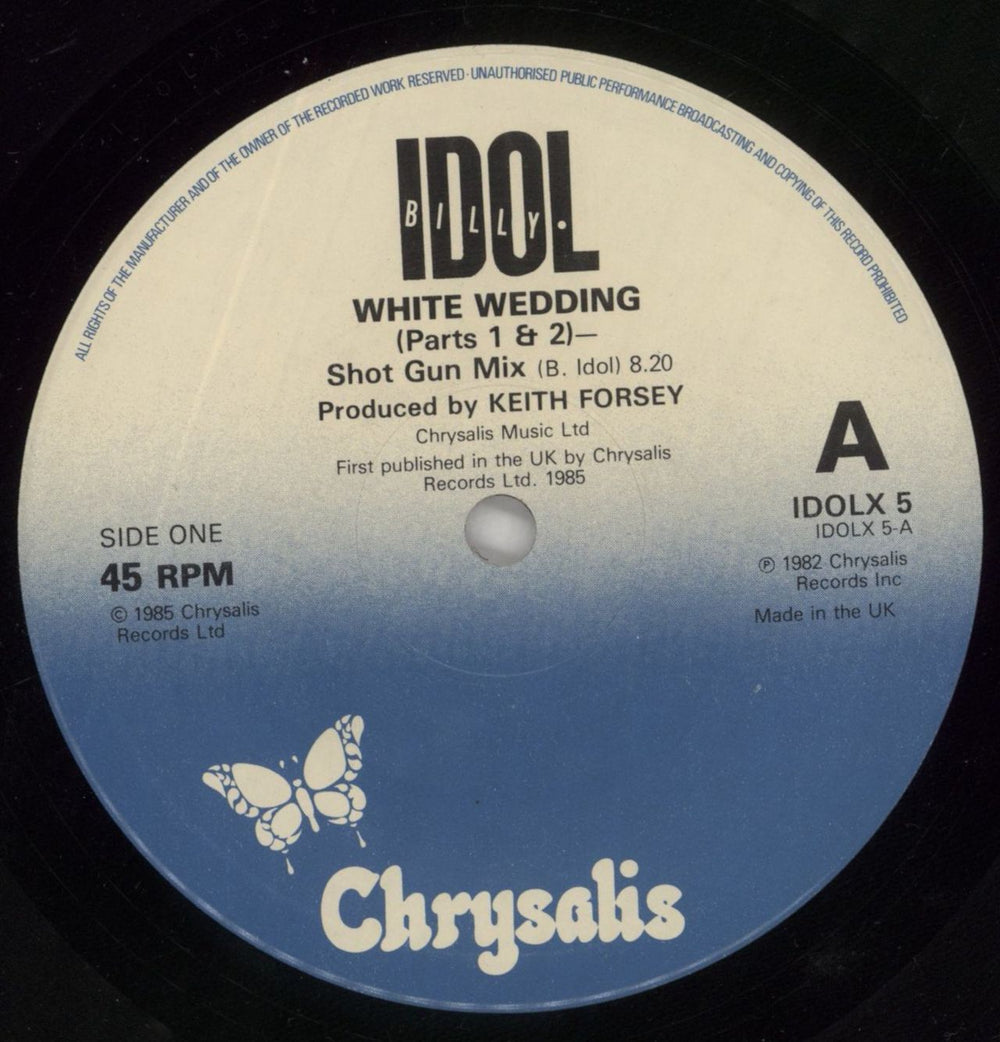 ALL RIGHTS OF THE MANUFACTURER AND OF THE OWNER OF THE RECORDED WORK RESERVED · UNAUTHORISED PUBLIC PERFORMANCE BROADCASTING AND COPYING OF THIS RECORD PROHIBITED
IDOL
BILLY.
WHITE WEDDING
(Parts 1 & 2)—
Shot Gun Mix (B. Idol) 8.20
Produced by KEITH FORSEY
Chrysalis Music Ltd
First published in the UK by Chrysalis
Records Ltd. 1985
SIDE ONE
45 RPM
© 1985 Chrysalis
Records Ltd
A
IDOLX 5
IDOLX 5-A
℗ 1982 Chrysalis
Records Inc
Made in the UK
Chrysalis